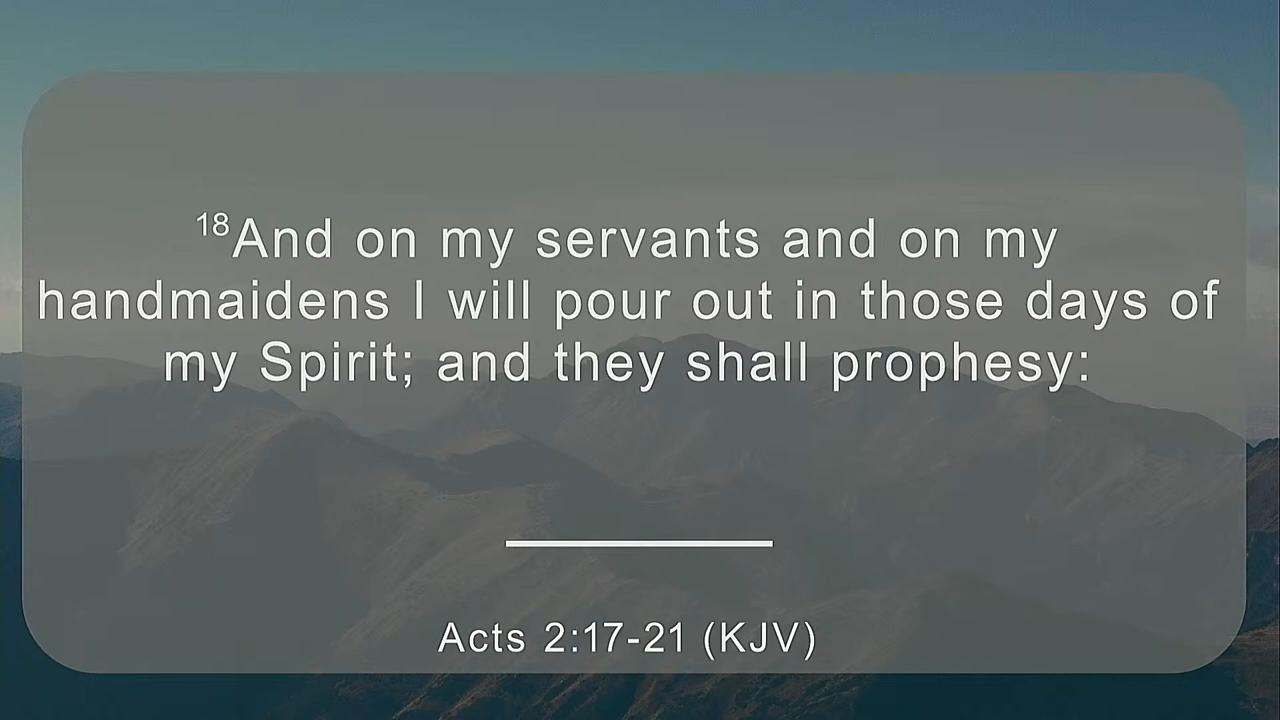 18And on my servants and on my
handmaidens I will pour out in those days of
my Spirit; and they shall prophesy:
Acts 2:17-21 (KJV)